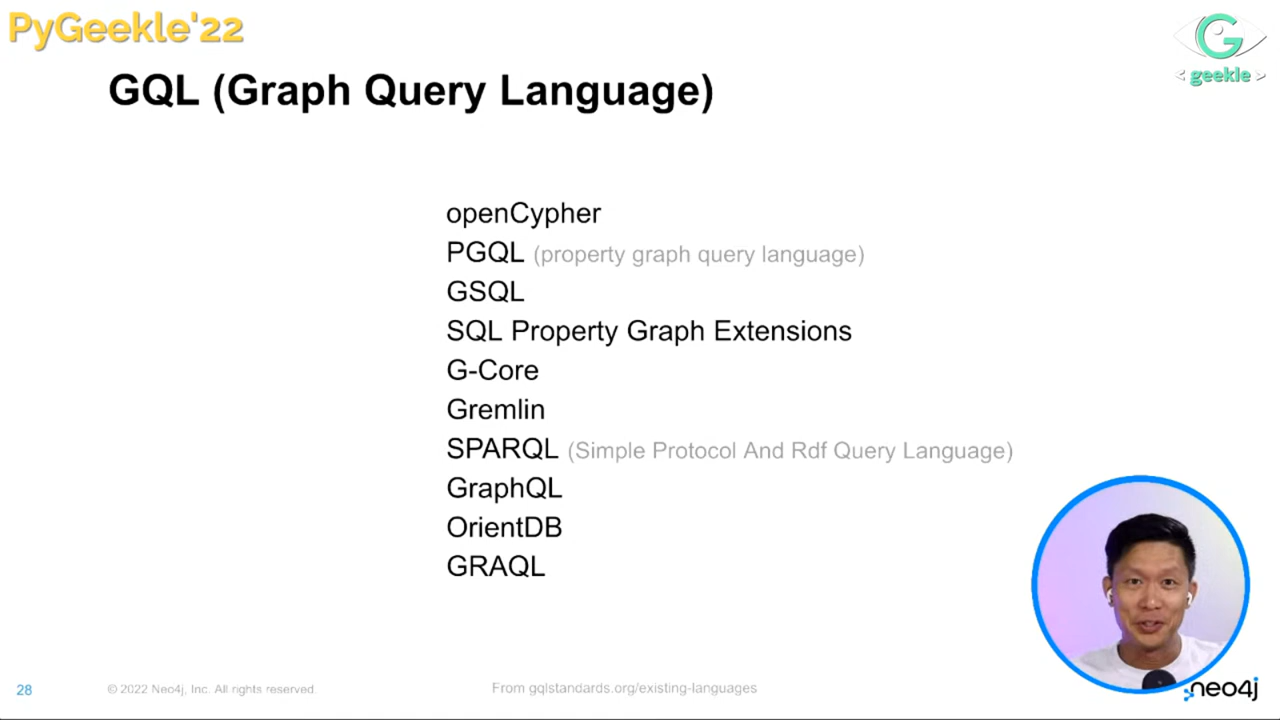 PyGeekle'22
G
< geekle >
GQL (Graph Query Language)
openCypher
PGQL (property graph query language)
GSQL
SQL Property Graph Extensions
G-Core
Gremlin
SPARQL (Simple Protocol And Rdf Query Language)
GraphQL
OrientDB
GRAQL
28
© 2022 Neo4j, Inc. All rights reserved.
From gqlstandards.org/existing-languages
neo4j